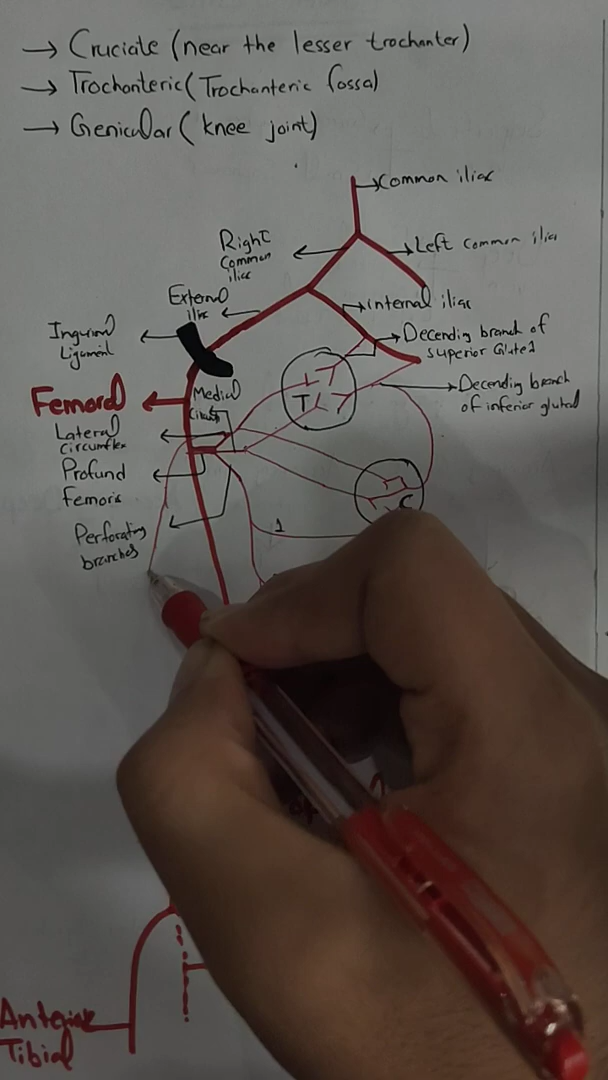 → Cruciate (near the lesser trochanter)
→ Trochanteric (Trochanteric fossa)
→ Genicular ( knee joint)
Common iliac
Right
Common
iliac
Left common iliac
External
iliac
internal iliac
Inguinal
Ligament
Decending branch of
superior Gluteal
Femoral
Medial
T
Decending branch
of inferior gluteal
Lateral
Circumflex
Profund
Femoris
C
Perforating
branches
1
Anterior
Tibial